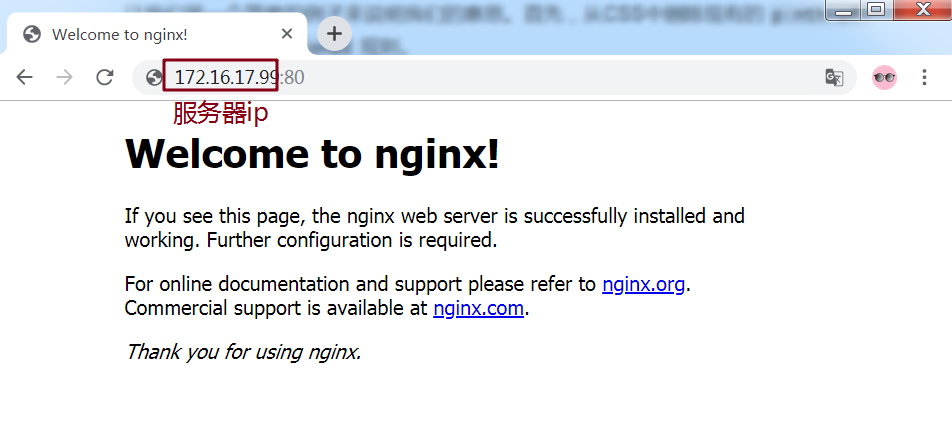 Welcome to nginx!
172.16.17.99:80
服务器ip
Welcome to nginx!
If you see this page, the nginx web server is successfully installed and
working. Further configuration is required.
For online documentation and support please refer to nginx.org.
Commercial support is available at nginx.com.
Thank you for using nginx.